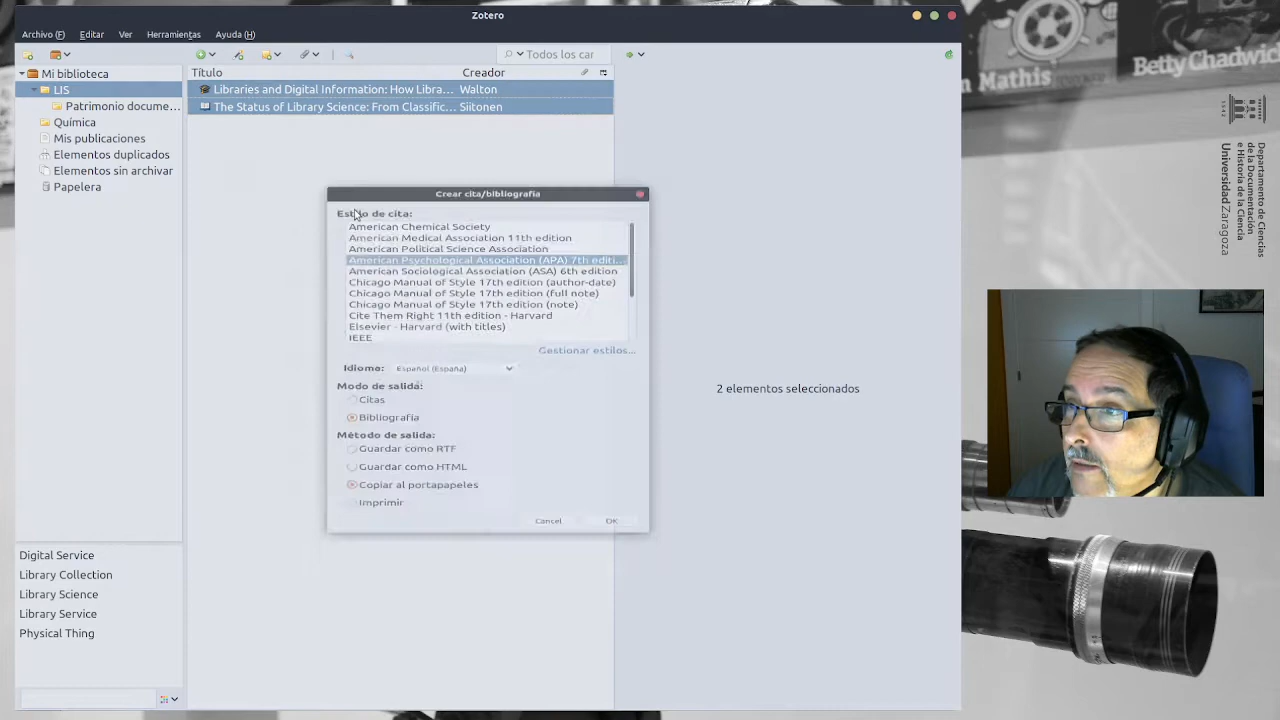 Zotero
Archivo (F) Editar Ver Herramientas Ayuda (H)
Todos los car
Mi biblioteca
LIS
Patrimonio docume...
Química
Mis publicaciones
Elementos duplicados
Elementos sin archivar
Papelera
Título Creador
Libraries and Digital Information: How Libra... Walton
The Status of Library Science: From Classific... Siitonen
Crear cita/bibliografía
Estilo de cita:
American Chemical Society
American Medical Association 11th edition
American Political Science Association
American Psychological Association (APA) 7th editi...
American Sociological Association (ASA) 6th edition
Chicago Manual of Style 17th edition (author-date)
Chicago Manual of Style 17th edition (full note)
Chicago Manual of Style 17th edition (note)
Cite Them Right 11th edition - Harvard
Elsevier - Harvard (with titles)
IEEE
Gestionar estilos...
Idioma: Español (España)
Modo de salida:
Citas
Bibliografía
Método de salida:
Guardar como RTF
Guardar como HTML
Copiar al portapapeles
Imprimir
Cancel OK
2 elementos seleccionados
Digital Service
Library Collection
Library Science
Library Service
Physical Thing
n Mathis
Betty Chadwic
1542
Departamento de Ciencias
de la Documentación
e Historia de la Ciencia
Universidad Zaragoza